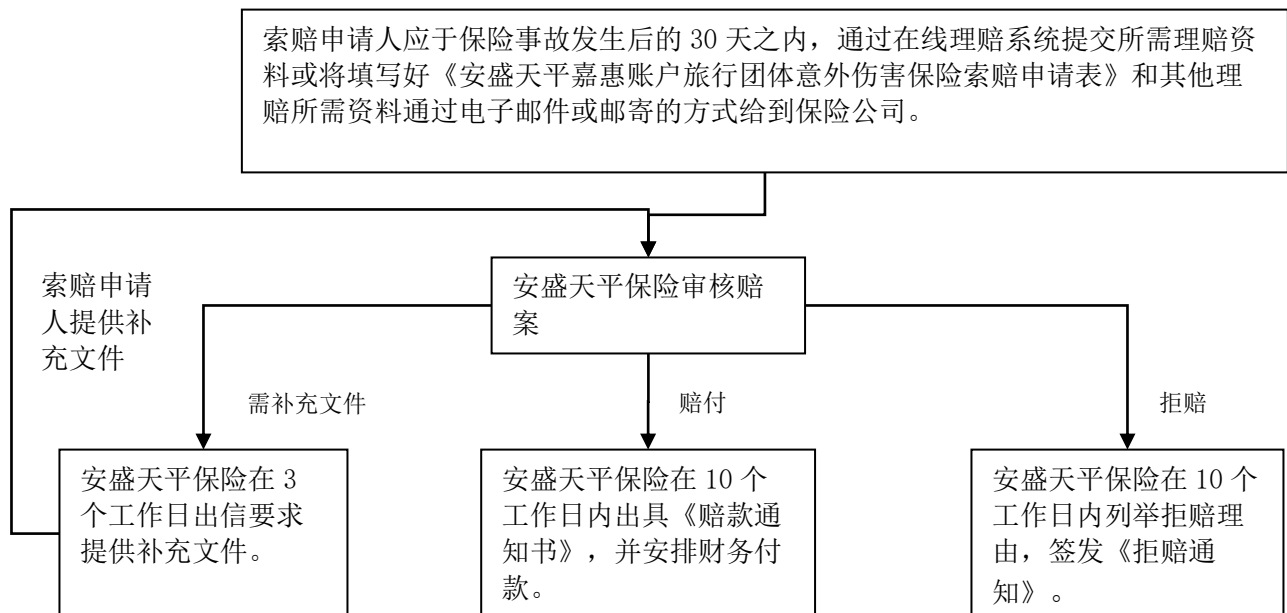 索赔申请人应于保险事故发生后的 30 天之内，通过在线理赔系统提交所需理赔资
料或将填写好《安盛天平嘉惠账户旅行团体意外伤害保险索赔申请表》和其他理
赔所需资料通过电子邮件或邮寄的方式给到保险公司。
索赔申请
人提供补
充文件
安盛天平保险审核赔
案
需补充文件
赔付
拒赔
安盛天平保险在 3
个工作日出信要求
提供补充文件。
安盛天平保险在 10 个
工作日内出具《赔款通
知书》，并安排财务付
款。
安盛天平保险在 10 个
工作日内列举拒赔理
由，签发《拒赔通
知》。